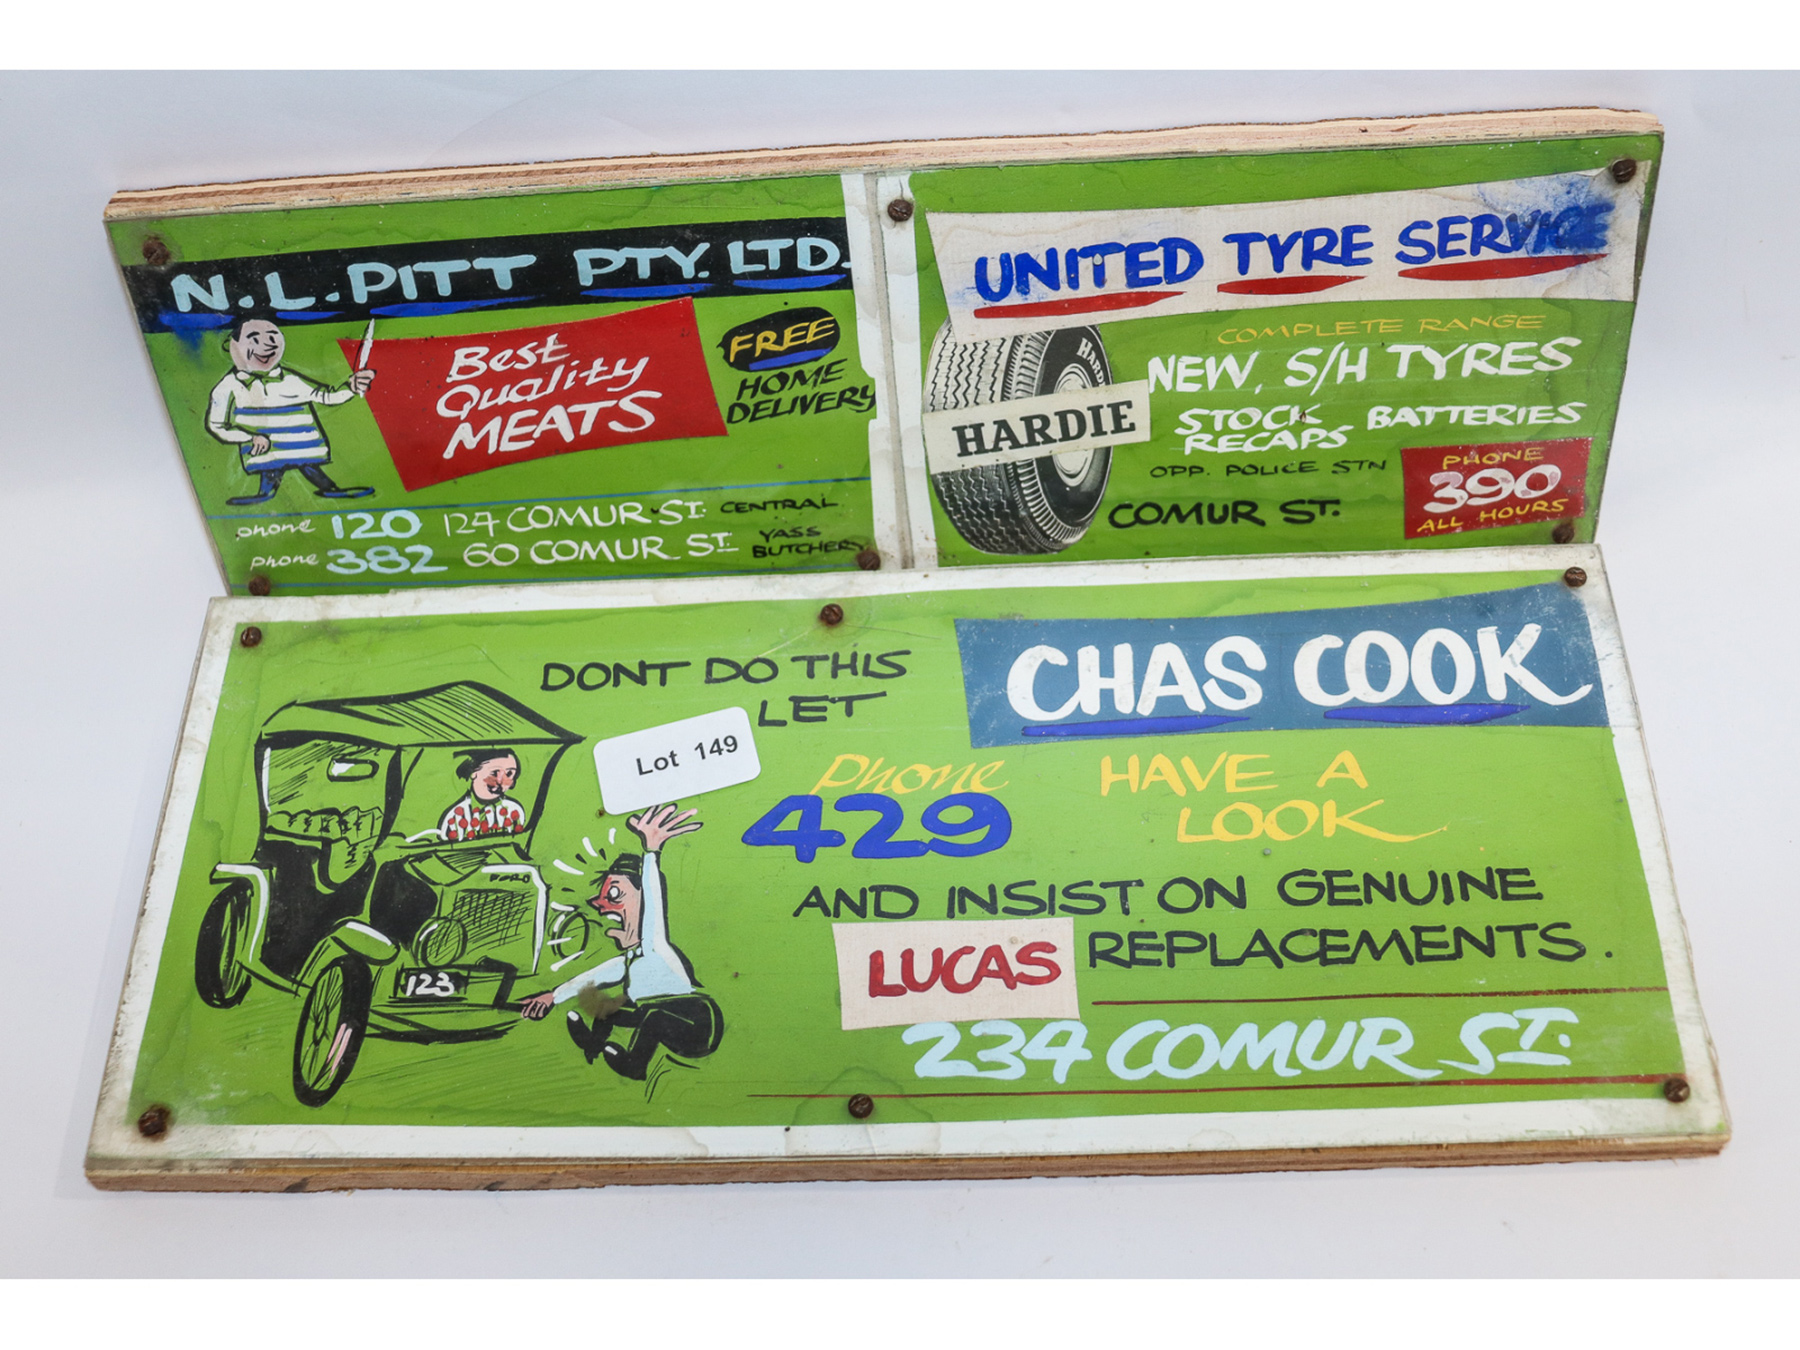 N.L.PITT PTY. LTD.
Best
Quality
MEATS
FREE
HOME
DELIVERY
phone 120 124 COMUR ST. CENTRAL
phone 382 60 COMUR ST. YASS
BUTCHERY
UNITED TYRE SERVICE
COMPLETE RANGE
NEW, S/H TYRES
STOCK BATTERIES
RECAPS
HARDIE
OPP. POLICE STN
COMUR ST.
PHONE
390
ALL HOURS
DONT DO THIS
LET
CHAS COOK
Lot 149
Phone
429
HAVE A
LOOK
AND INSIST ON GENUINE
LUCAS REPLACEMENTS.
234 COMUR ST.
123